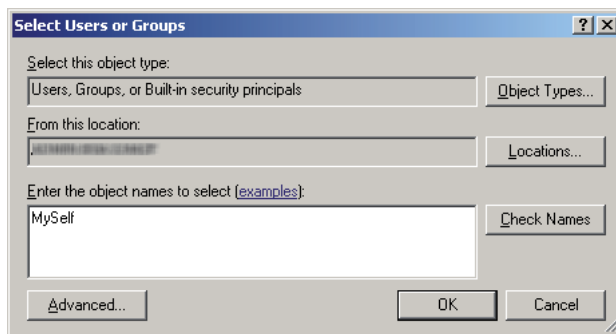 Select Users or Groups
Select this object type:
Users, Groups, or Built-in security principals
Object Types...
From this location:
Locations...
Enter the object names to select (examples):
MySelf
Check Names
Advanced...
OK
Cancel